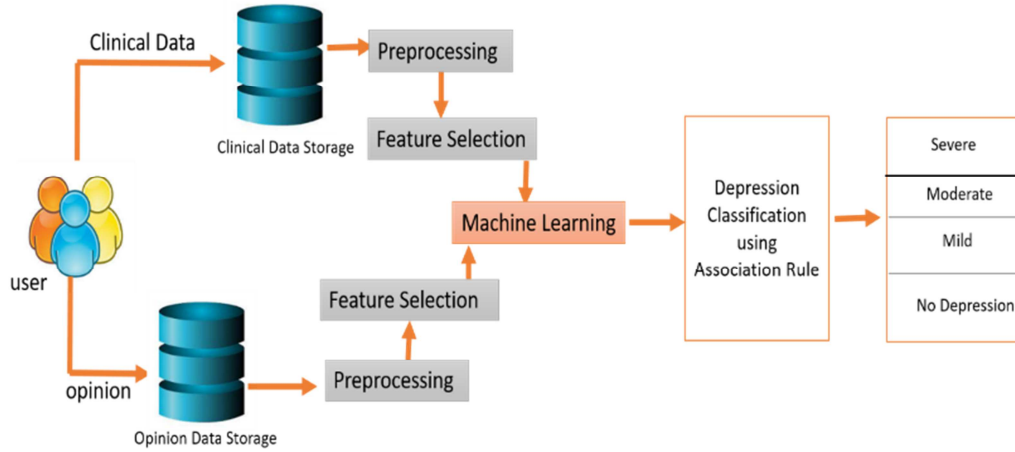 Clinical Data
Clinical Data Storage
Preprocessing
Feature Selection
user
opinion
Opinion Data Storage
Preprocessing
Feature Selection
Machine Learning
Depression
Classification
using
Association Rule
Severe
Moderate
Mild
No Depression